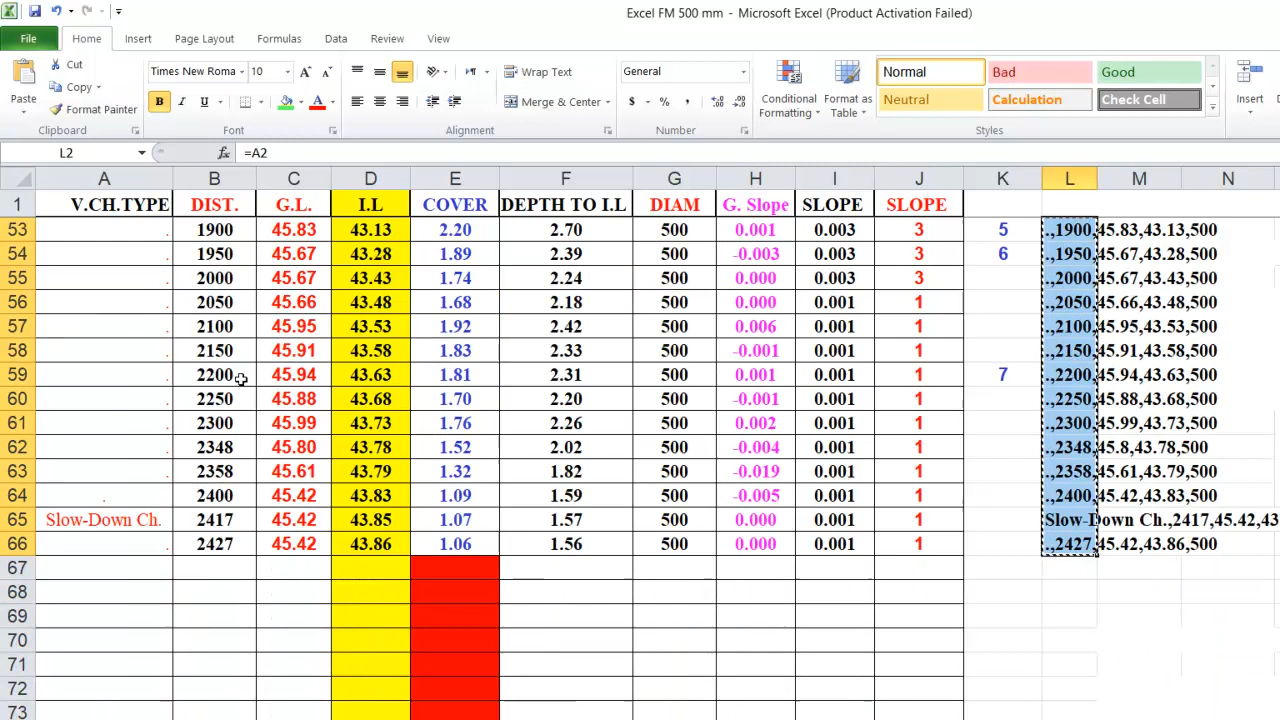 Excel FM 500 mm - Microsoft Excel (Product Activation Failed)
File Home Insert Page Layout Formulas Data Review View
Paste
Cut
Copy
Format Painter
Clipboard
Times New Roma 10
B I U
Font
Wrap Text
Merge & Center
Alignment
General
$ % ,
Number
Conditional Formatting
Format as Table
Normal Bad Good
Neutral Calculation Check Cell
Styles
Insert
L2 fx =A2
A B C D E F G H I J K L M N
1 V.CH.TYPE DIST. G.L. I.L COVER DEPTH TO I.L DIAM G. Slope SLOPE SLOPE
53 . 1900 45.83 43.13 2.20 2.70 500 0.001 0.003 3 5 .,1900,45.83,43.13,500
54 . 1950 45.67 43.28 1.89 2.39 500 -0.003 0.003 3 6 .,1950,45.67,43.28,500
55 . 2000 45.67 43.43 1.74 2.24 500 0.000 0.003 3 .,2000,45.67,43.43,500
56 . 2050 45.66 43.48 1.68 2.18 500 0.000 0.001 1 .,2050,45.66,43.48,500
57 . 2100 45.95 43.53 1.92 2.42 500 0.006 0.001 1 .,2100,45.95,43.53,500
58 . 2150 45.91 43.58 1.83 2.33 500 -0.001 0.001 1 .,2150,45.91,43.58,500
59 . 2200 45.94 43.63 1.81 2.31 500 0.001 0.001 1 7 .,2200,45.94,43.63,500
60 . 2250 45.88 43.68 1.70 2.20 500 -0.001 0.001 1 .,2250,45.88,43.68,500
61 . 2300 45.99 43.73 1.76 2.26 500 0.002 0.001 1 .,2300,45.99,43.73,500
62 . 2348 45.80 43.78 1.52 2.02 500 -0.004 0.001 1 .,2348,45.8,43.78,500
63 . 2358 45.61 43.79 1.32 1.82 500 -0.019 0.001 1 .,2358,45.61,43.79,500
64 . 2400 45.42 43.83 1.09 1.59 500 -0.005 0.001 1 .,2400,45.42,43.83,500
65 Slow-Down Ch. 2417 45.42 43.85 1.07 1.57 500 0.000 0.001 1 Slow-Down Ch.,2417,45.42,43
66 . 2427 45.42 43.86 1.06 1.56 500 0.000 0.001 1 .,2427,45.42,43.86,500
67
68
69
70
71
72
73